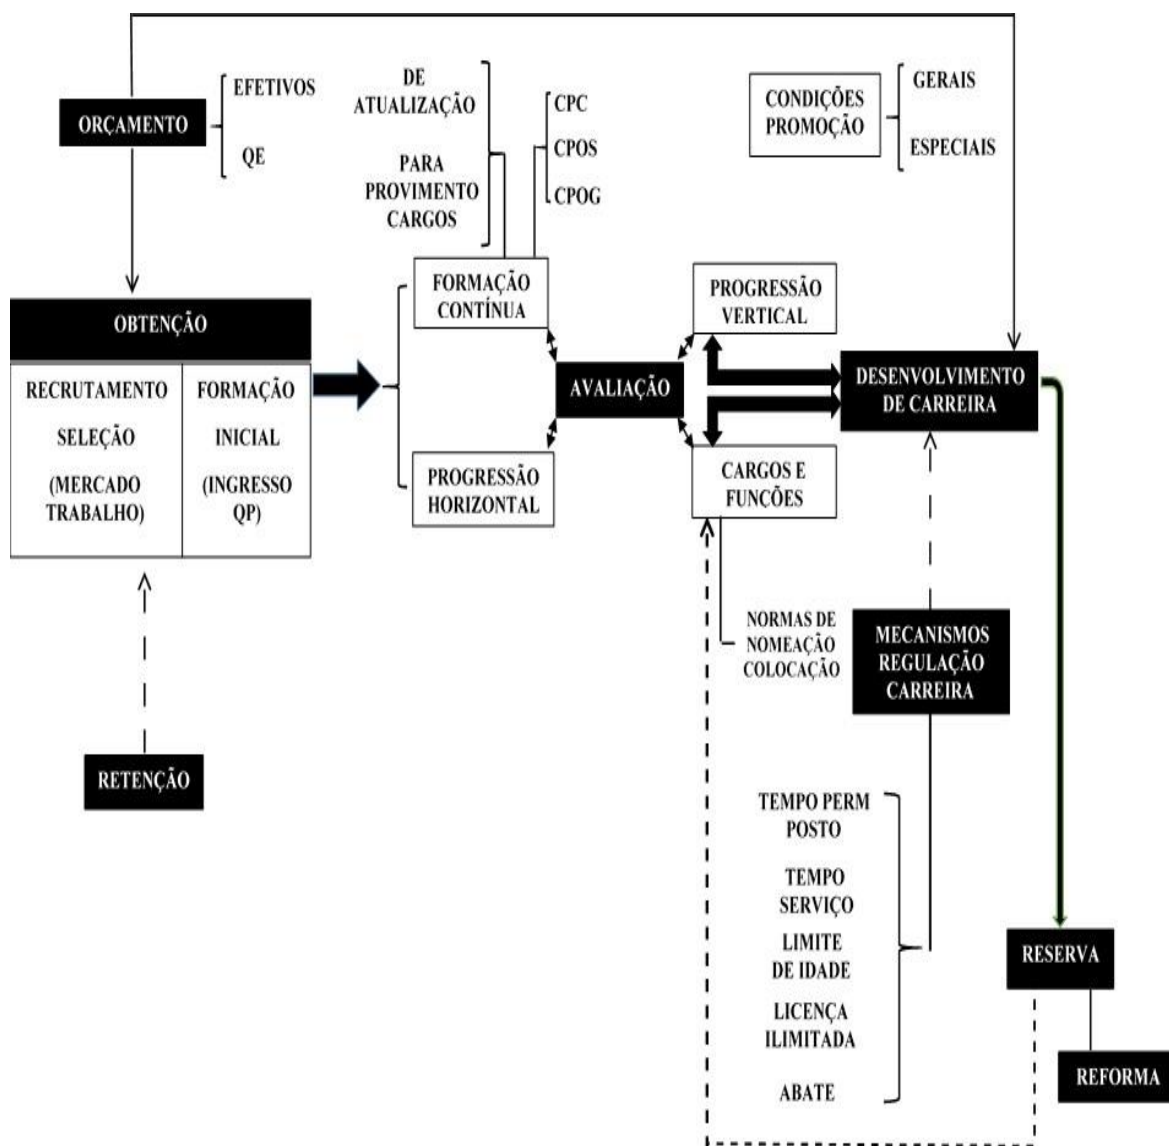 ORÇAMENTO
EFETIVOS
QE
DE
ATUALIZAÇÃO
PARA
PROVIMENTO
CARGOS
CPC
CPOS
CPOG
CONDIÇÕES
PROMOÇÃO
GERAIS
ESPECIAIS
OBTENÇÃO
RECRUTAMENTO
SELEÇÃO
(MERCADO
TRABALHO)
FORMAÇÃO
INICIAL
(INGRESSO
QP)
FORMAÇÃO
CONTÍNUA
PROGRESSÃO
HORIZONTAL
AVALIAÇÃO
PROGRESSÃO
VERTICAL
CARGOS E
FUNÇÕES
DESENVOLVIMENTO
DE CARREIRA
NORMAS DE
NOMEAÇÃO
COLOCAÇÃO
MECANISMOS
REGULAÇÃO
CARREIRA
RETENÇÃO
TEMPO PERM
POSTO
TEMPO
SERVIÇO
LIMITE
DE IDADE
LICENÇA
ILIMITADA
ABATE
RESERVA
REFORMA